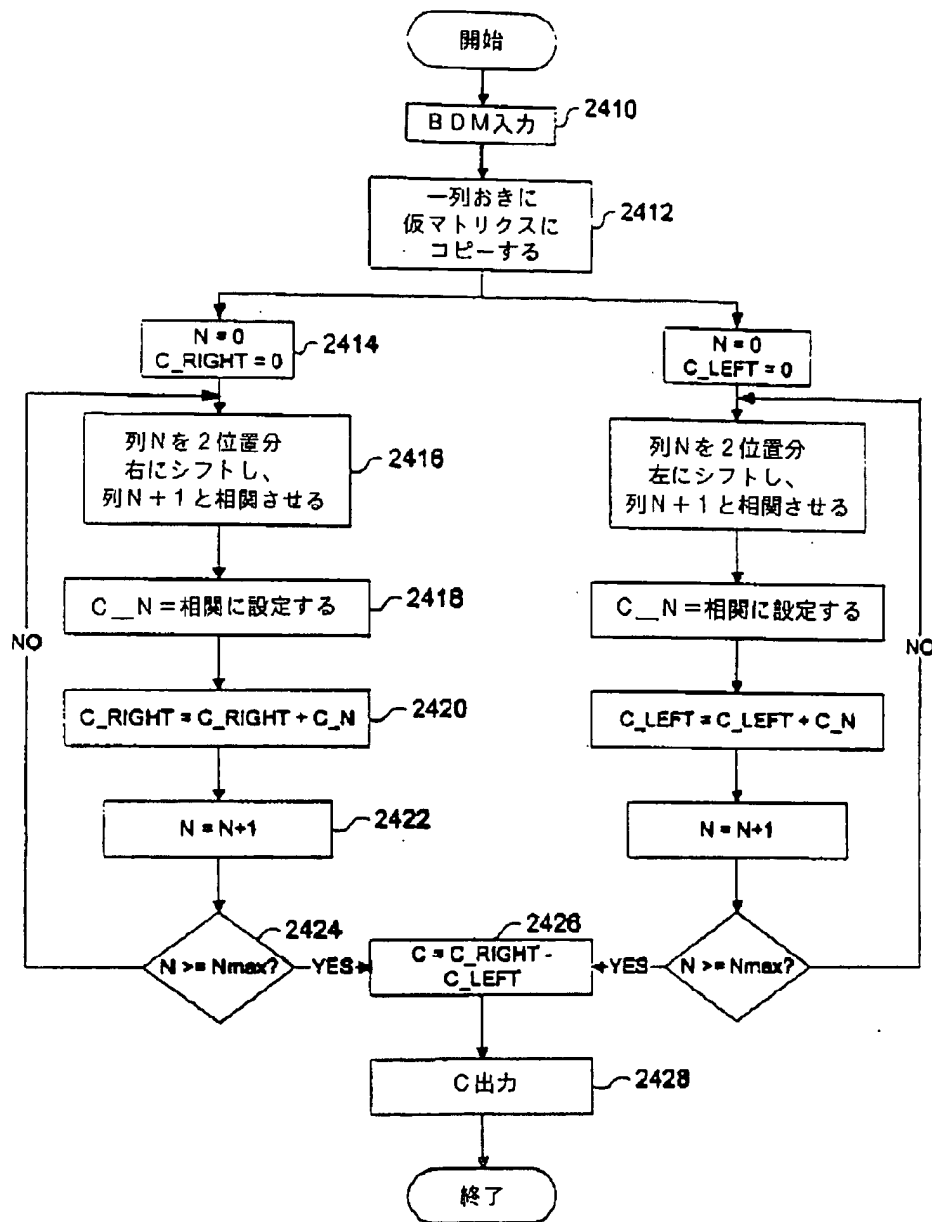 開始
BDM入力
2410
一列おきに
仮マトリクスに
コピーする
2412
N = 0
C_RIGHT = 0
2414
N = 0
C_LEFT = 0
列Nを2位置分
右にシフトし、
列N+1と相関させる
2416
列Nを2位置分
左にシフトし、
列N+1と相関させる
C__N=相関に設定する
2418
C__N=相関に設定する
NO
NO
C_RIGHT = C_RIGHT + C_N
2420
C_LEFT = C_LEFT + C_N
N = N+1
2422
N = N+1
2424
N >= Nmax?
YES
2426
C = C_RIGHT -
C_LEFT
YES
N >= Nmax?
C出力
2428
終了